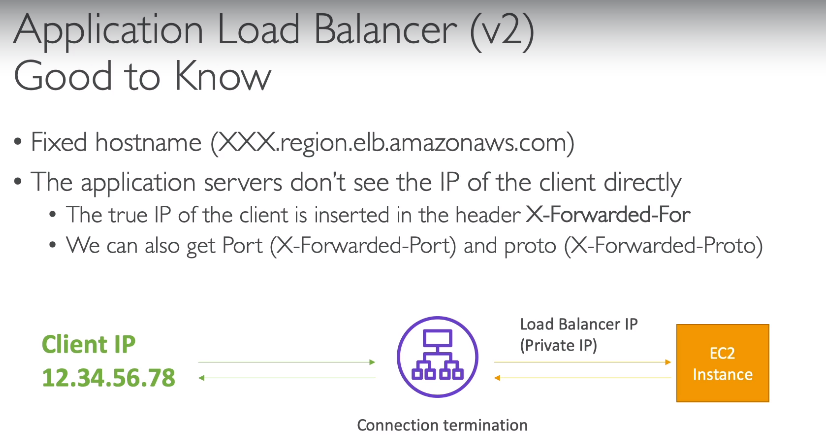 Application Load Balancer (v2)
Good to Know
• Fixed hostname (XXX.region.elb.amazonaws.com)
• The application servers don't see the IP of the client directly
• The true IP of the client is inserted in the header X-Forwarded-For
• We can also get Port (X-Forwarded-Port) and proto (X-Forwarded-Proto)
Client IP
12.34.56.78
Load Balancer IP
(Private IP)
EC2
Instance
Connection termination